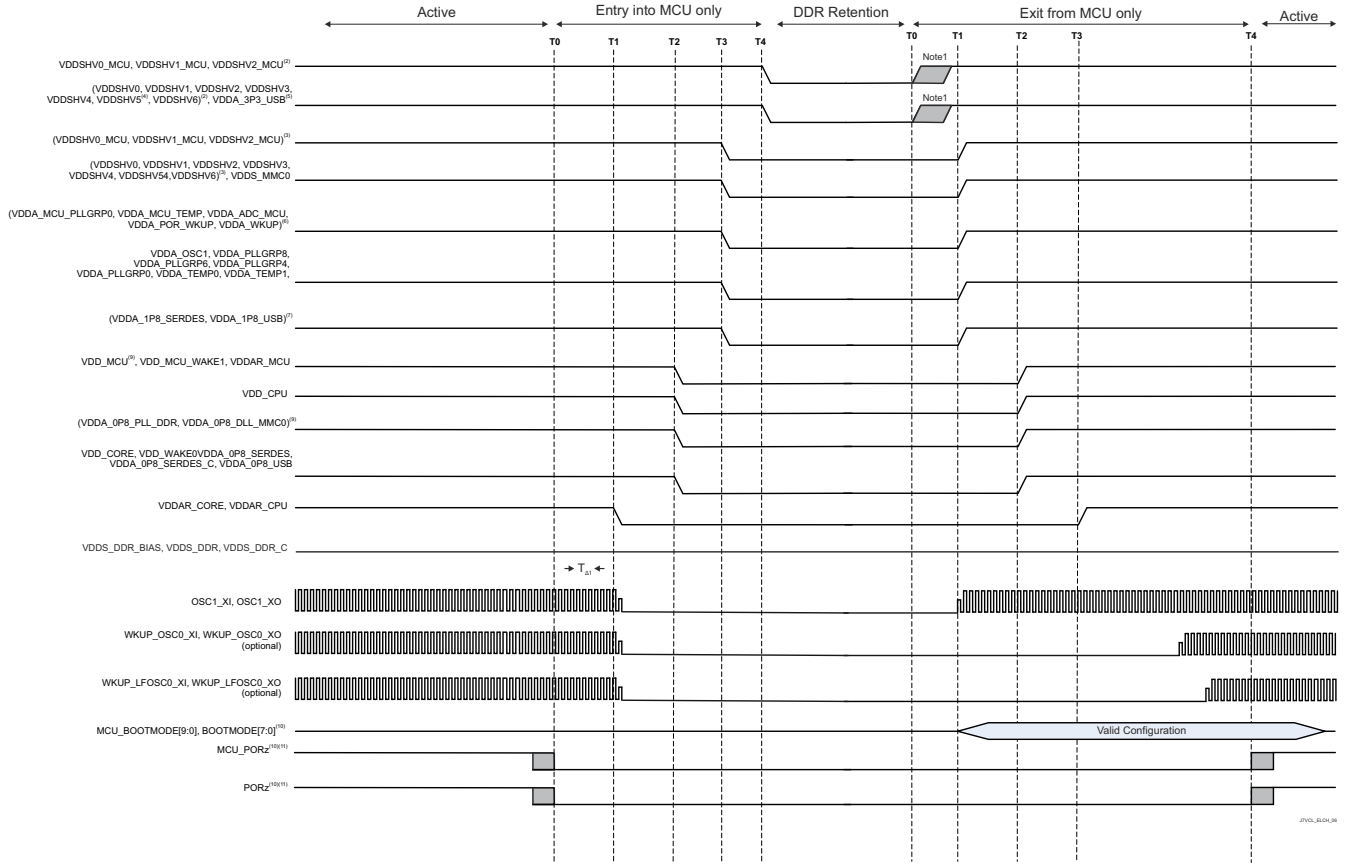 Active
Entry into MCU only
DDR Retention
Exit from MCU only
Active
T0
T1
T2
T3
T4
T0
T1
T2
T3
T4
VDDSHV0_MCU, VDDSHV1_MCU, VDDSHV2_MCU(2)
Note1
(VDDSHV0, VDDSHV1, VDDSHV2, VDDSHV3,
VDDSHV4, VDDSHV5(4), VDDSHV6)(2), VDDA_3P3_USB(5)
Note1
(VDDSHV0_MCU, VDDSHV1_MCU, VDDSHV2_MCU)(3)
(VDDSHV0, VDDSHV1, VDDSHV2, VDDSHV3,
VDDSHV4, VDDSHV54,VDDSHV6)(3), VDDS_MMC0
(VDDA_MCU_PLLGRP0, VDDA_MCU_TEMP, VDDA_ADC_MCU,
VDDA_POR_WKUP, VDDA_WKUP)(6)
VDDA_OSC1, VDDA_PLLGRP8,
VDDA_PLLGRP6, VDDA_PLLGRP4,
VDDA_PLLGRP0, VDDA_TEMP0, VDDA_TEMP1,
(VDDA_1P8_SERDES, VDDA_1P8_USB)(7)
VDD_MCU(9), VDD_MCU_WAKE1, VDDAR_MCU
VDD_CPU
(VDDA_0P8_PLL_DDR, VDDA_0P8_DLL_MMC0)(9)
VDD_CORE, VDD_WAKE0VDDA_0P8_SERDES,
VDDA_0P8_SERDES_C, VDDA_0P8_USB
VDDAR_CORE, VDDAR_CPU
VDDS_DDR_BIAS, VDDS_DDR, VDDS_DDR_C
TΔ1
OSC1_XI, OSC1_XO
WKUP_OSC0_XI, WKUP_OSC0_XO
(optional)
WKUP_LFOSC0_XI, WKUP_LFOSC0_XO
(optional)
MCU_BOOTMODE[9:0], BOOTMODE[7:0](10)
Valid Configuration
MCU_PORz(10)(11)
PORz(10)(11)
J7VCL_ELCH_06